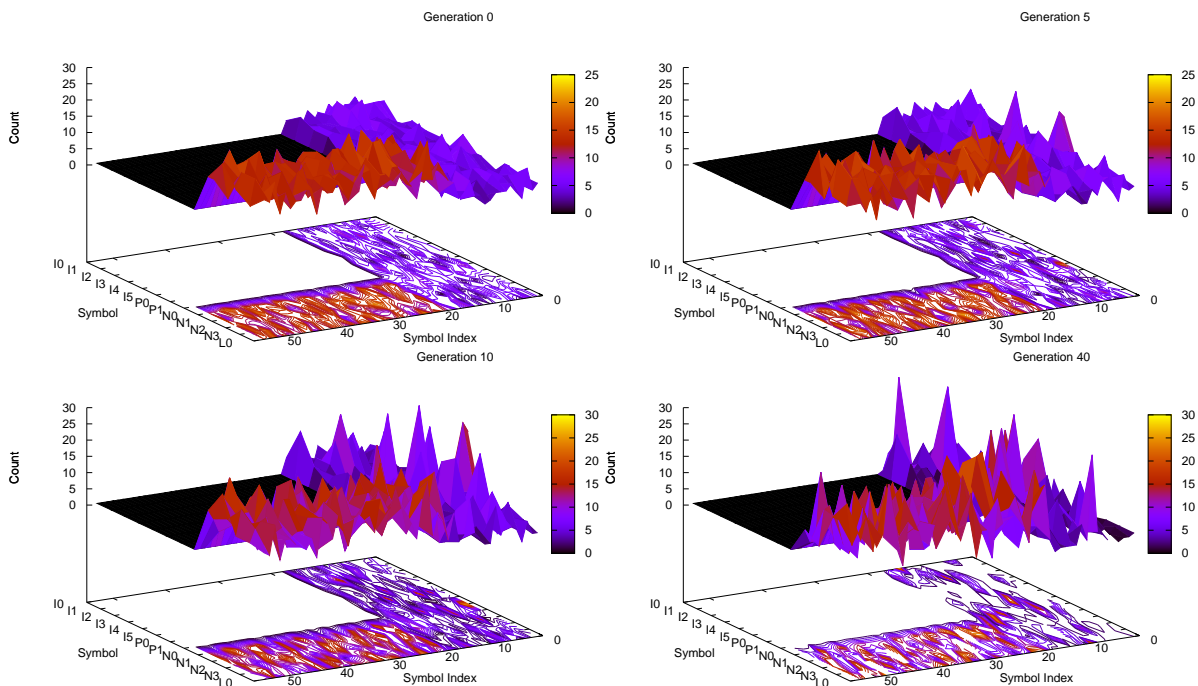 Generation 0
30
25
20
15
10
5
0
Count
25
20
15
10
5
0
I0
I1
I2
I3
I4
I5
P0
P1
N0
N1
N2
N3
L0
Symbol
50
40
30
20
10
0
Symbol Index
Generation 5
30
25
20
15
10
5
0
Count
25
20
15
10
5
0
I0
I1
I2
I3
I4
I5
P0
P1
N0
N1
N2
N3
L0
Symbol
50
40
30
20
10
0
Symbol Index
Generation 10
30
25
20
15
10
5
0
Count
30
25
20
15
10
5
0
I0
I1
I2
I3
I4
I5
P0
P1
N0
N1
N2
N3
L0
Symbol
50
40
30
20
10
0
Symbol Index
Generation 40
30
25
20
15
10
5
0
Count
30
25
20
15
10
5
0
I0
I1
I2
I3
I4
I5
P0
P1
N0
N1
N2
N3
L0
Symbol
50
40
30
20
10
0
Symbol Index